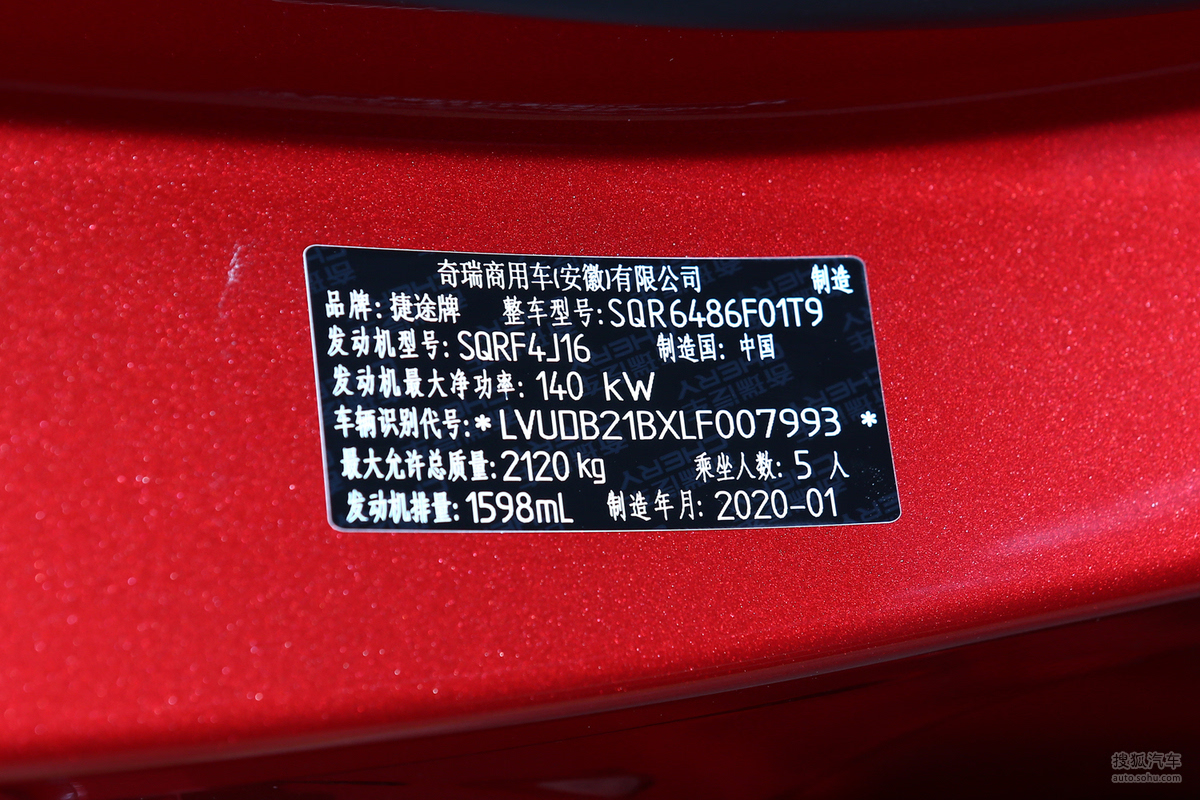 奇瑞商用车(安徽)有限公司 制造
品牌: 捷途牌 整车型号: SQR6486F01T9
发动机型号: SQRF4J16 制造国: 中国
发动机最大净功率: 140 kW
车辆识别代号: * LVUDB21BXLF007993 *
最大允许总质量: 2120 kg 乘坐人数: 5 人
发动机排量: 1598mL 制造年月: 2020-01
搜狐汽车
auto.sohu.com